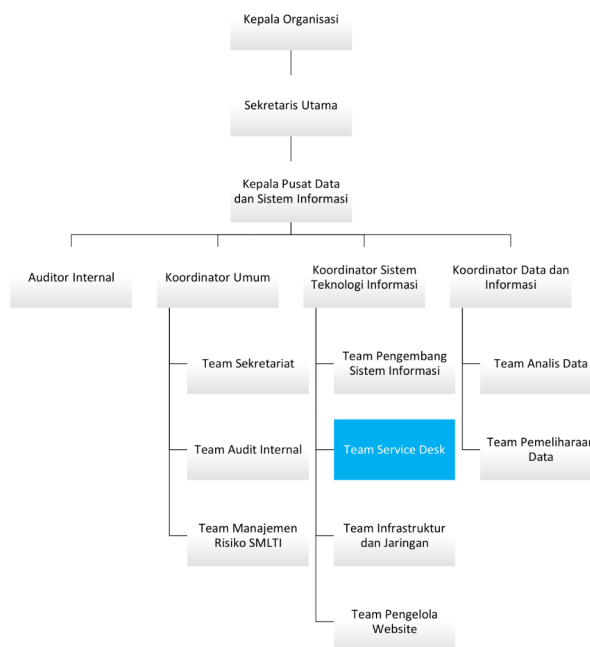 Kepala Organisasi
Sekretaris Utama
Kepala Pusat Data
dan Sistem Informasi
Auditor Internal
Koordinator Umum
Koordinator Sistem
Teknologi Informasi
Koordinator Data dan
Informasi
Team Sekretariat
Team Pengembang
Sistem Informasi
Team Analis Data
Team Audit Internal
Team Service Desk
Team Pemeliharaan
Data
Team Manajemen
Risiko SMLTI
Team Infrastruktur
dan Jaringan
Team Pengelola
Website